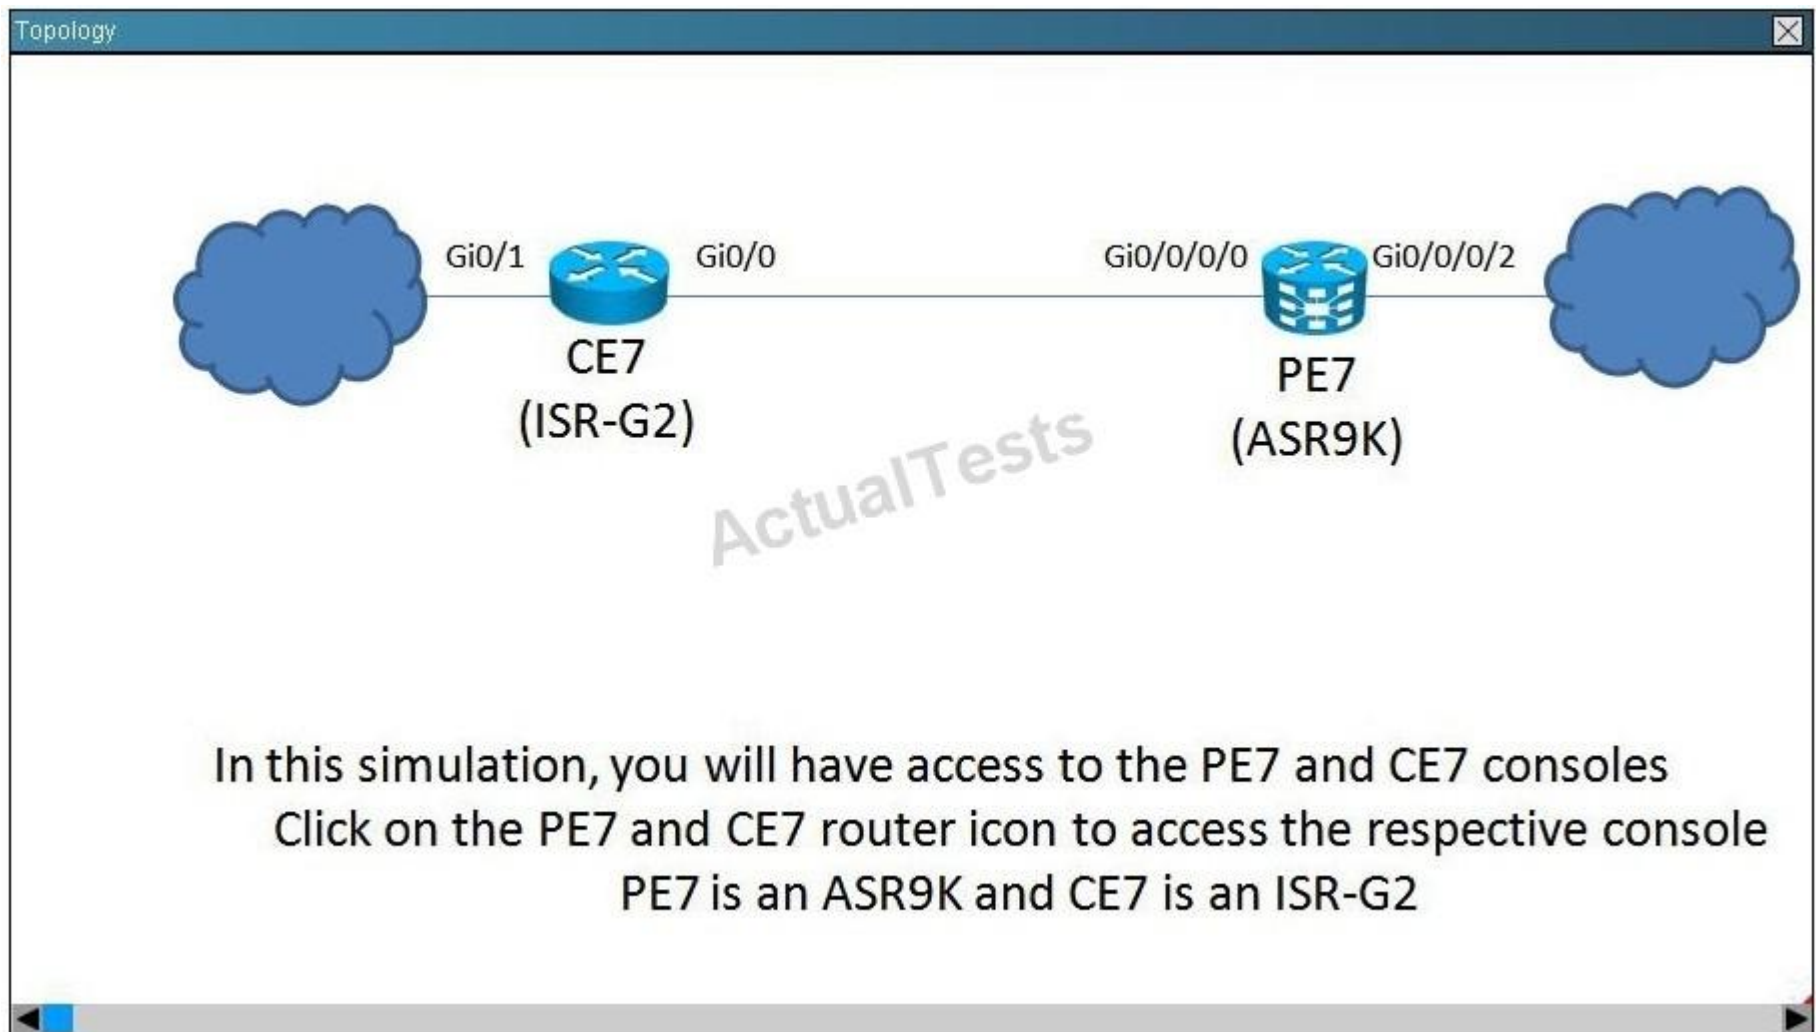 Topology
Gi0/1
Gi0/0
Gi0/0/0/0
Gi0/0/0/2
CE7
(ISR-G2)
PE7
(ASR9K)
ActualTests
In this simulation, you will have access to the PE7 and CE7 consoles
Click on the PE7 and CE7 router icon to access the respective console
PE7 is an ASR9K and CE7 is an ISR-G2